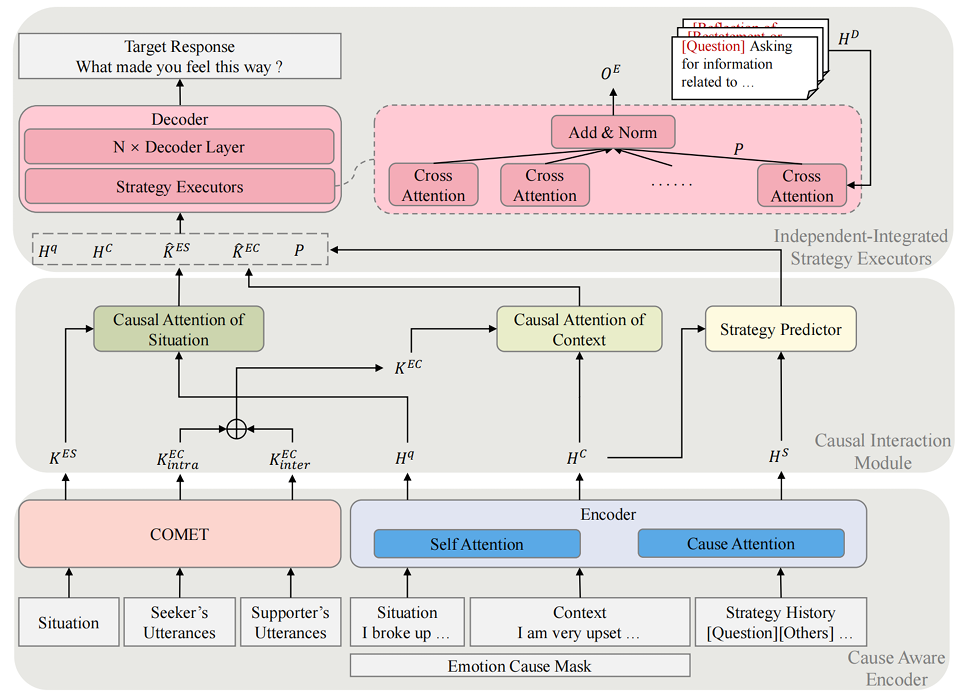 Target Response
What made you feel this way ?
Decoder
N × Decoder Layer
Strategy Executors
O^E
Add & Norm
P
Cross
Attention
Cross
Attention
......
Cross
Attention
[Reflection of
[Restatement or
[Question] Asking
for information
related to ...
H^D
H^q H^C K̂^ES K̂^EC P
Independent-Integrated
Strategy Executors
Causal Attention of
Situation
Causal Attention of
Context
Strategy Predictor
K^EC
K^ES
K^EC_intra
K^EC_inter
H^q
H^C
H^S
Causal Interaction
Module
COMET
Encoder
Self Attention
Cause Attention
Situation
Seeker's
Utterances
Supporter's
Utterances
Situation
I broke up ...
Context
I am very upset ...
Strategy History
[Question][Others] ...
Emotion Cause Mask
Cause Aware
Encoder